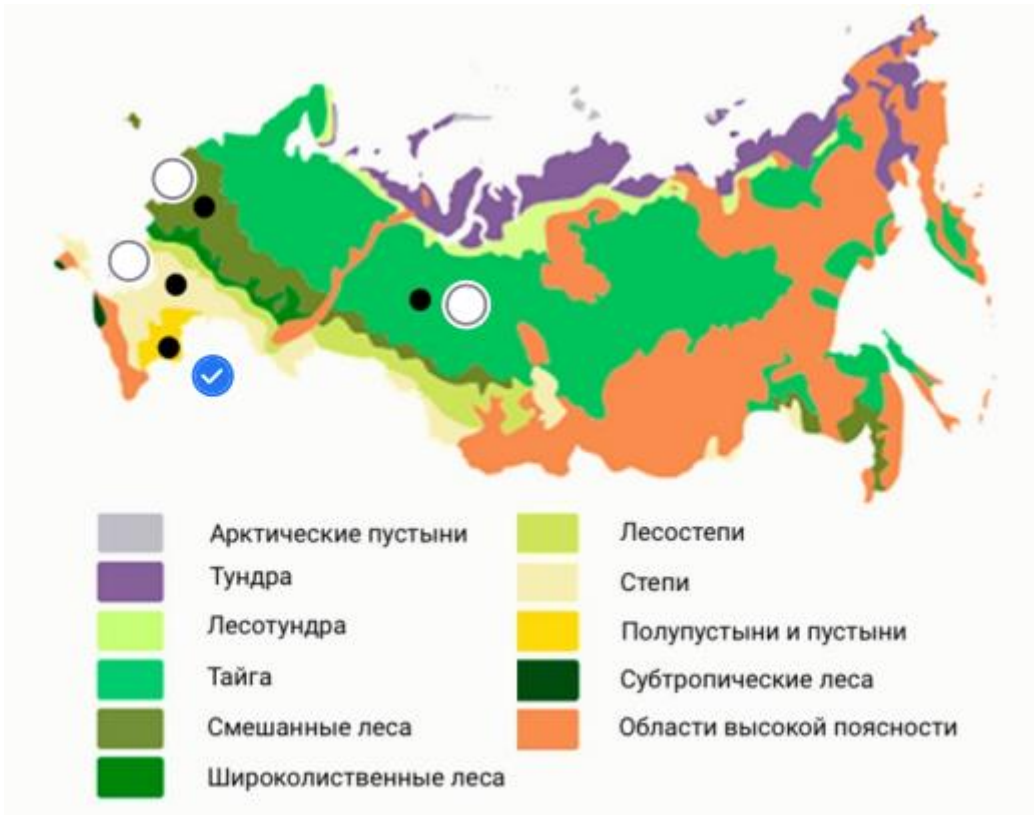 Арктические пустыни
Тундра
Лесотундра
Тайга
Смешанные леса
Широколиственные леса
Лесостепи
Степи
Полупустыни и пустыни
Субтропические леса
Области высокой поясности